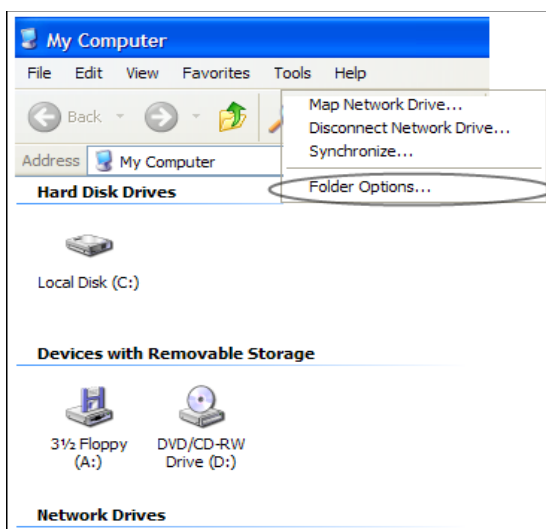 My Computer
File Edit View Favorites Tools Help
Back
Map Network Drive...
Disconnect Network Drive...
Synchronize...
Folder Options...
Address My Computer
Hard Disk Drives
Local Disk (C:)
Devices with Removable Storage
3½ Floppy (A:)
DVD/CD-RW Drive (D:)
Network Drives